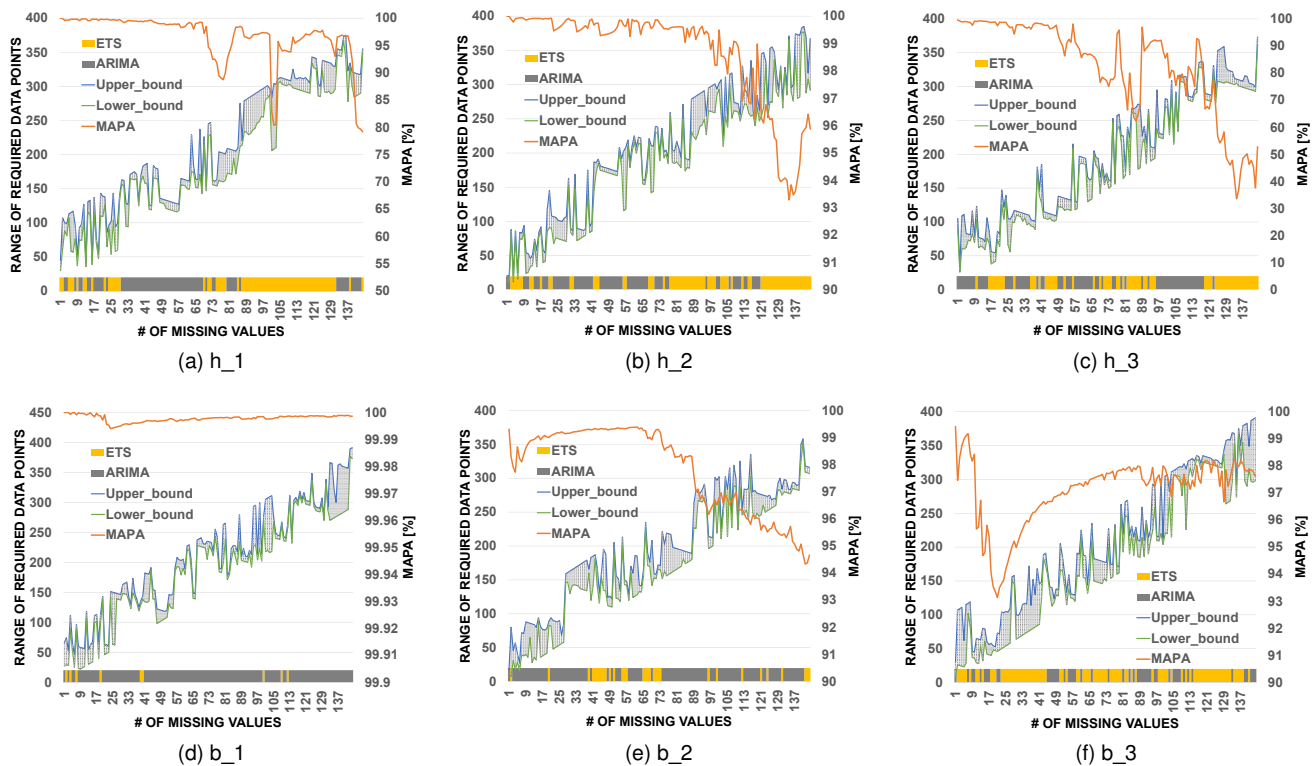 RANGE OF REQUIRED DATA POINTS
400
350
300
250
200
150
100
50
0
ETS
ARIMA
Upper_bound
Lower_bound
MAPA
100
95
90
85
80
75
70
65
60
55
50
MAPA [%]
1 9 17 25 33 41 49 57 65 73 81 89 97 105 113 121 129 137
# OF MISSING VALUES
(a) h_1
RANGE OF REQUIRED DATA POINTS
400
350
300
250
200
150
100
50
0
ETS
ARIMA
Upper_bound
Lower_bound
MAPA
100
99
98
97
96
95
94
93
92
91
90
MAPA [%]
1 9 17 25 33 41 49 57 65 73 81 89 97 105 113 121 129 137
# OF MISSING VALUES
(b) h_2
RANGE OF REQUIRED DATA POINTS
400
350
300
250
200
150
100
50
0
ETS
ARIMA
Upper_bound
Lower_bound
MAPA
100
90
80
70
60
50
40
30
20
10
0
MAPA [%]
1 9 17 25 33 41 49 57 65 73 81 89 97 105 113 121 129 137
# OF MISSING VALUES
(c) h_3
RANGE OF REQUIRED DATA POINTS
450
400
350
300
250
200
150
100
50
0
ETS
ARIMA
Upper_bound
Lower_bound
MAPA
100
99.99
99.98
99.97
99.96
99.95
99.94
99.93
99.92
99.91
99.9
MAPA [%]
1 9 17 25 33 41 49 57 65 73 81 89 97 105 113 121 129 137
# OF MISSING VALUES
(d) b_1
RANGE OF REQUIRED DATA POINTS
400
350
300
250
200
150
100
50
0
ETS
ARIMA
Upper_bound
Lower_bound
MAPA
100
99
98
97
96
95
94
93
92
91
90
MAPA [%]
1 9 17 25 33 41 49 57 65 73 81 89 97 105 113 121 129 137
# OF MISSING VALUES
(e) b_2
RANGE OF REQUIRED DATA POINTS
400
350
300
250
200
150
100
50
0
ETS
ARIMA
Upper_bound
Lower_bound
MAPA
100
99
98
97
96
95
94
93
92
91
90
MAPA [%]
1 9 17 25 33 41 49 57 65 73 81 89 97 105 113 121 129 137
# OF MISSING VALUES
(f) b_3